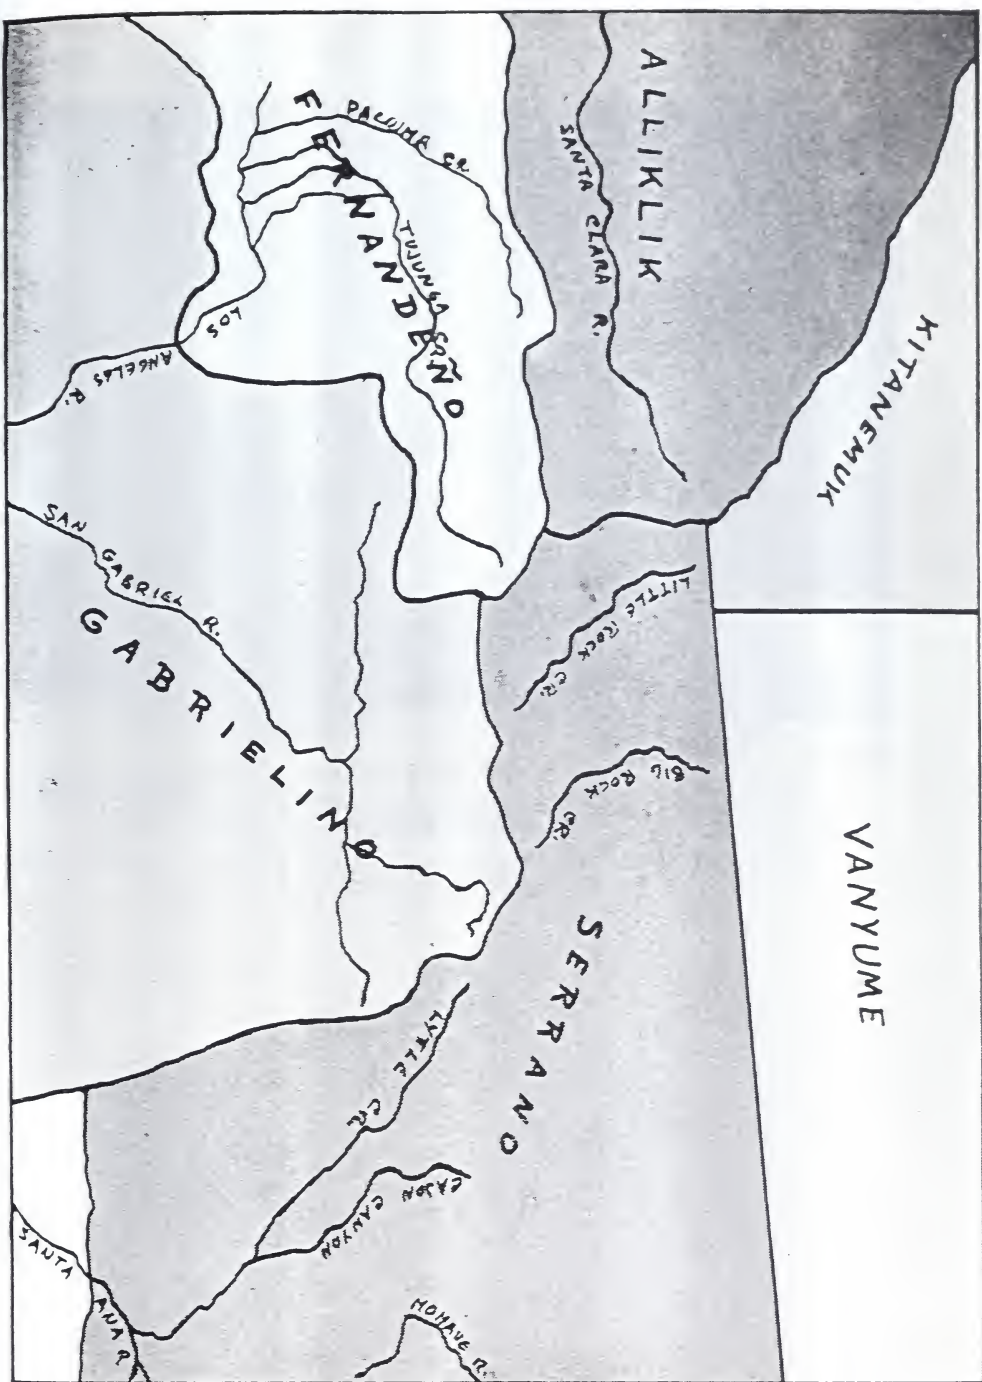 ALLIKLIK
SANTA CLARA R.
KITANEMUK
FERNANDENO
PACOIMA CR.
TUJUNGA CR.
LOS ANGELES R.
SAN GABRIEL R.
GABRIELINO
LITTLE ROCK CR.
BIG ROCK CR.
VANYUME
SERRANO
LYTLE CR.
CAJON CANYON
MOHAVE R.
SANTA ANA R.